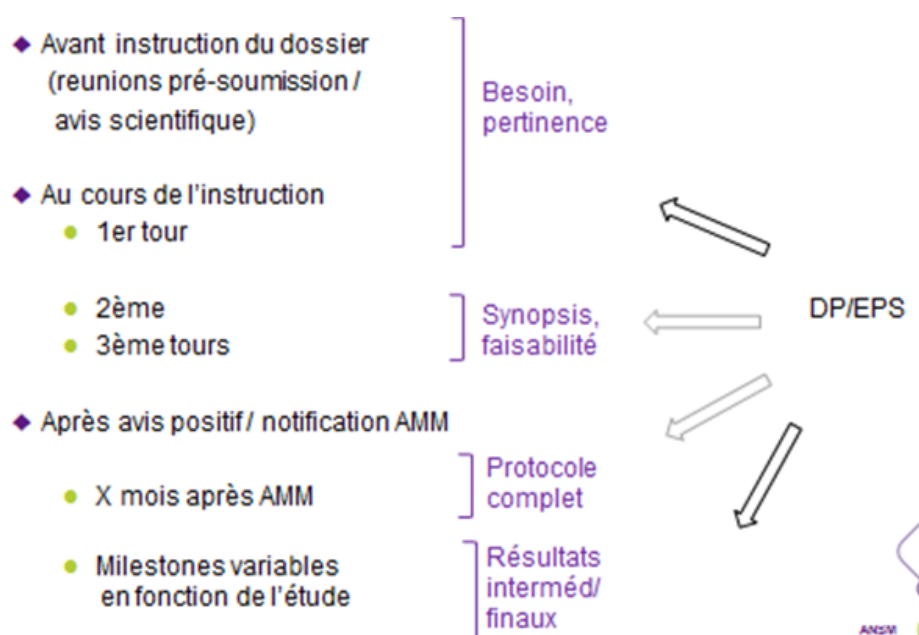 Avant instruction du dossier
(reunions pré-soumission /
avis scientifique)
Besoin,
pertinence
Au cours de l'instruction
1er tour
2ème
3ème tours
Synopsis,
faisabilité
DP/EPS
Après avis positif / notification AMM
X mois après AMM
Protocole
complet
Milestones variables
en fonction de l'étude
Résultats
interméd/
finaux
ANSM